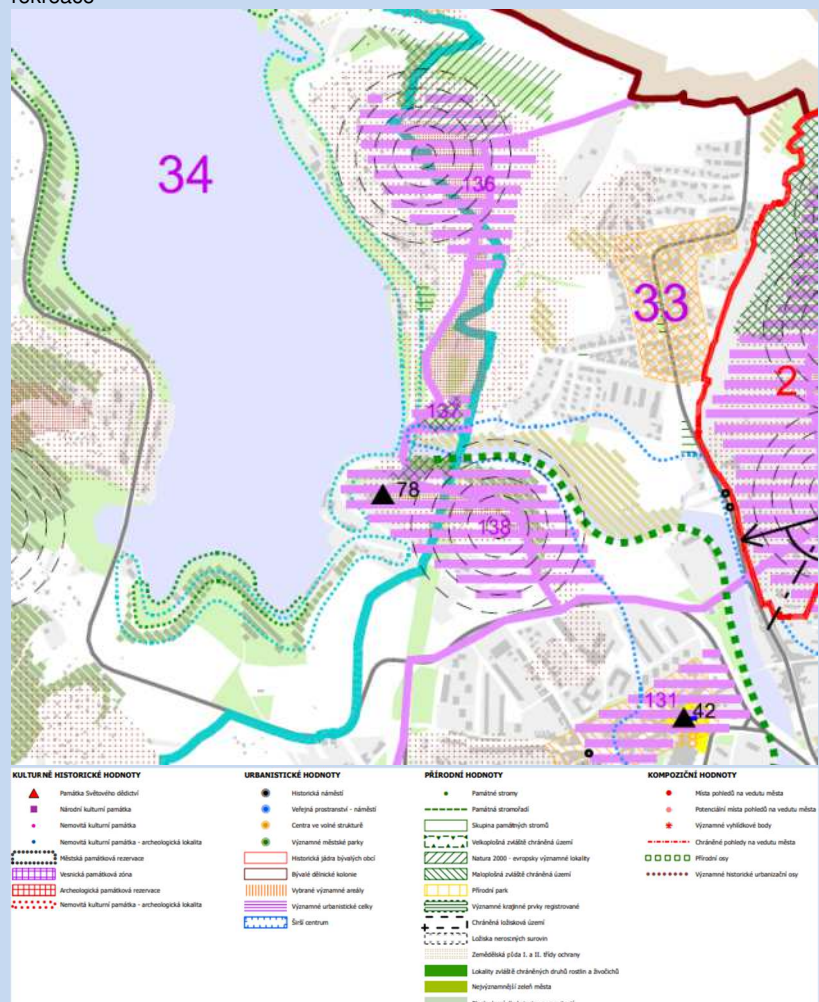 34
136
33
2
137
78
138
131
42
KULTURNĚ HISTORICKÉ HODNOTY
Památka Světového dědictví
Národní kulturní památka
Nemovitá kulturní památka
Nemovitá kulturní památka - archeologická lokalita
Městská památková rezervace
Vesnická památková zóna
Archeologická památková rezervace
Nemovitá kulturní památka - archeologická lokalita
URBANISTICKÉ HODNOTY
Historická náměstí
Veřejná prostranství - náměstí
Centra ve volné struktuře
Významné městské parky
Historická jádra bývalých obcí
Bývalé dělnické kolonie
Vybrané významné areály
Významné urbanistické celky
Širší centrum
PŘÍRODNÍ HODNOTY
Památné stromy
Památná stromořadí
Skupina památných stromů
Velkoplošná zvláště chráněná území
Natura 2000 - evropsky významné lokality
Maloplošná zvláště chráněná území
Přírodní park
Významné krajinné prvky registrované
Chráněná ložisková území
Ložiska nerostných surovin
Zemědělská půda I. a II. třídy ochrany
Lokality zvláště chráněných druhů rostlin a živočichů
Nejvýznamnější zeleň města
KOMPOZIČNÍ HODNOTY
Místa pohledů na vedutu města
Potenciální místa pohledů na vedutu města
Významné vyhlídkové body
Chráněné pohledy na vedutu města
Přírodní osy
Významné historické urbanizační osy